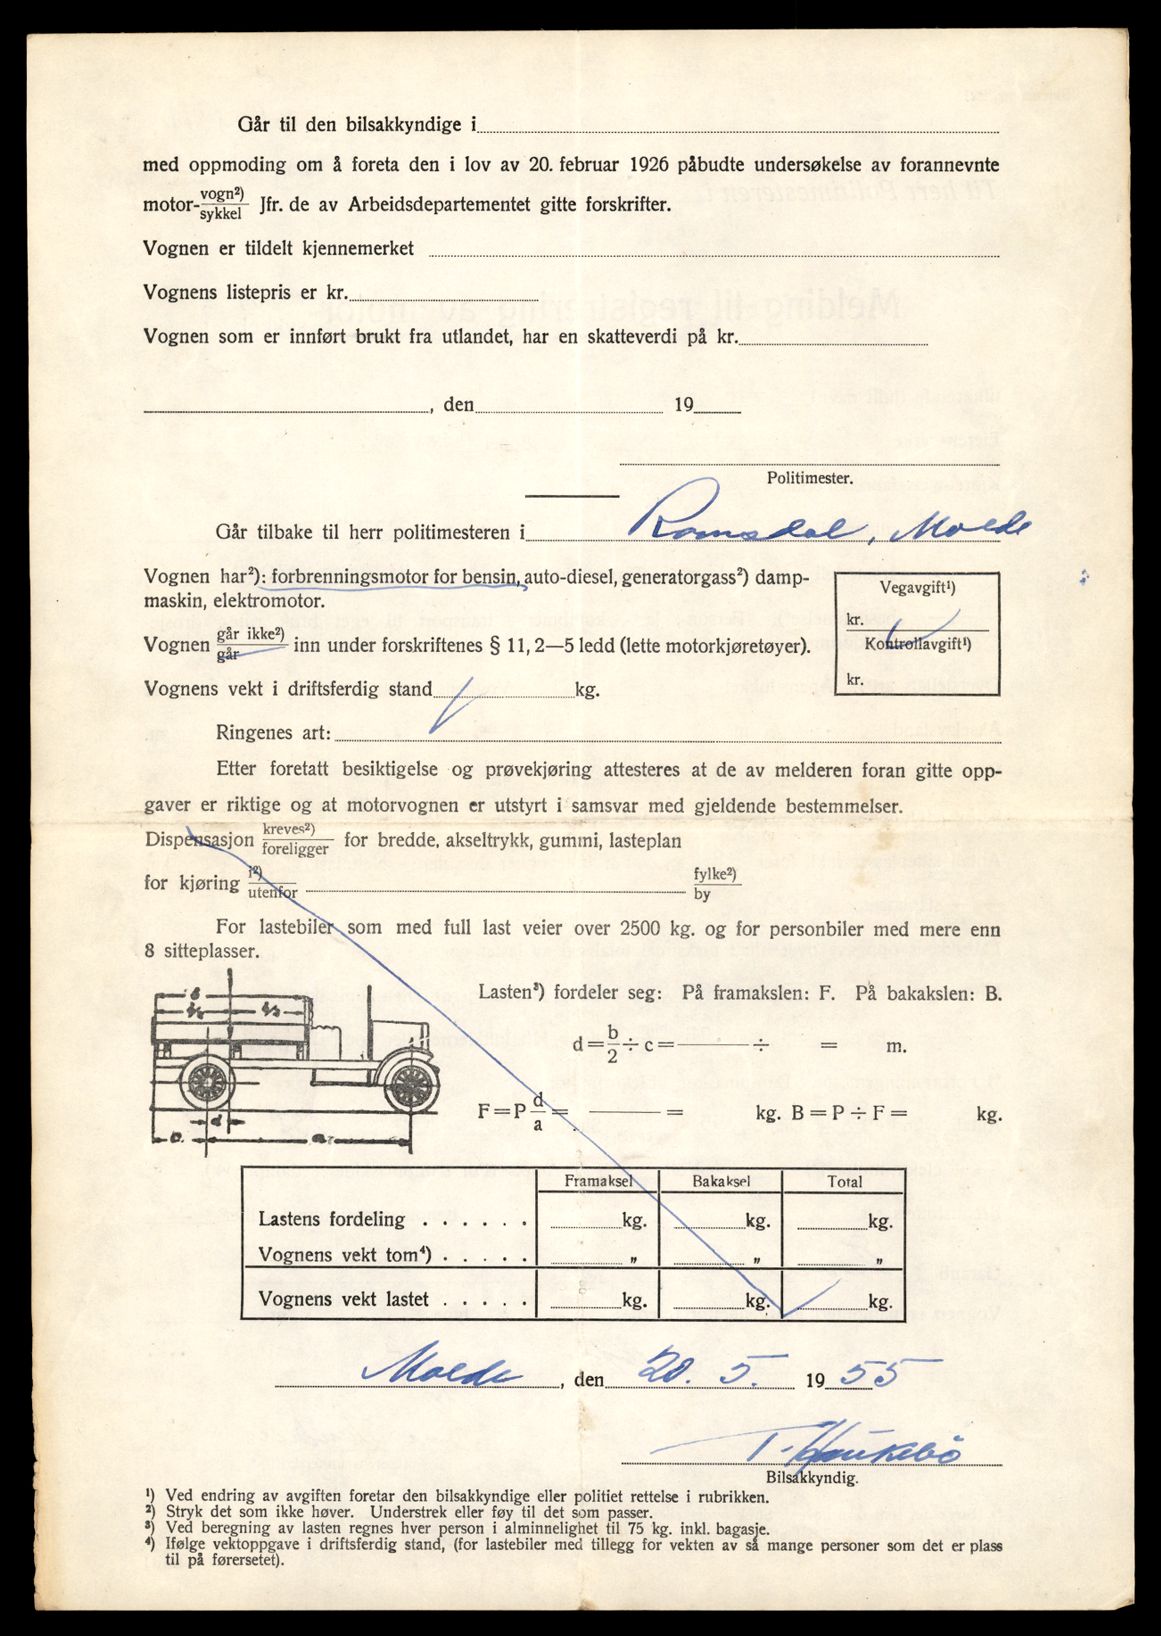 Går til den bilsakkyndige i
med oppmoding om å foreta den i lov av 20. februar 1926 påbudte undersøkelse av forannevnte
motor- vogn²) / sykkel Jfr. de av Arbeidsdepartementet gitte forskrifter.
Vognen er tildelt kjennemerket
Vognens listepris er kr.
Vognen som er innført brukt fra utlandet, har en skatteverdi på kr.
, den 19
Politimester.
Går tilbake til herr politimesteren i Romsdal, Molde
Vognen har²): forbrenningsmotor for bensin, auto-diesel, generatorgass²) damp-
maskin, elektromotor.
Vognen går ikke²) / går inn under forskriftenes § 11, 2—5 ledd (lette motorkjøretøyer).
Vegavgift¹)
kr.
Kontrollavgift¹)
kr.
Vognens vekt i driftsferdig stand kg.
Ringenes art:
Etter foretatt besiktigelse og prøvekjøring attesteres at de av melderen foran gitte opp-
gaver er riktige og at motorvognen er utstyrt i samsvar med gjeldende bestemmelser.
Dispensasjon kreves²) / foreligger for bredde, akseltrykk, gummi, lasteplan
for kjøring i²) / utenfor fylke²) / by
For lastebiler som med full last veier over 2500 kg. og for personbiler med mere enn
8 sitteplasser.
Lasten³) fordeler seg: På framakslen: F. På bakakslen: B.
d = b/2 ÷ c = ÷ = m.
F = P d/a = = kg. B = P ÷ F = kg.
Framaksel Bakaksel Total
Lastens fordeling . . . . . . kg. kg. kg.
Vognens vekt tom⁴) . . . . . „ „ „
Vognens vekt lastet . . . . . kg. kg. kg.
Molde, den 20. 5. 1955
T. Haukebö
Bilsakkyndig.
¹) Ved endring av avgiften foretar den bilsakkyndige eller politiet rettelse i rubrikken.
²) Stryk det som ikke høver. Understrek eller føy til det som passer.
³) Ved beregning av lasten regnes hver person i alminnelighet til 75 kg. inkl. bagasje.
⁴) Ifølge vektoppgave i driftsferdig stand, (for lastebiler med tillegg for vekten av så mange personer som det er plass
til på førersetet).